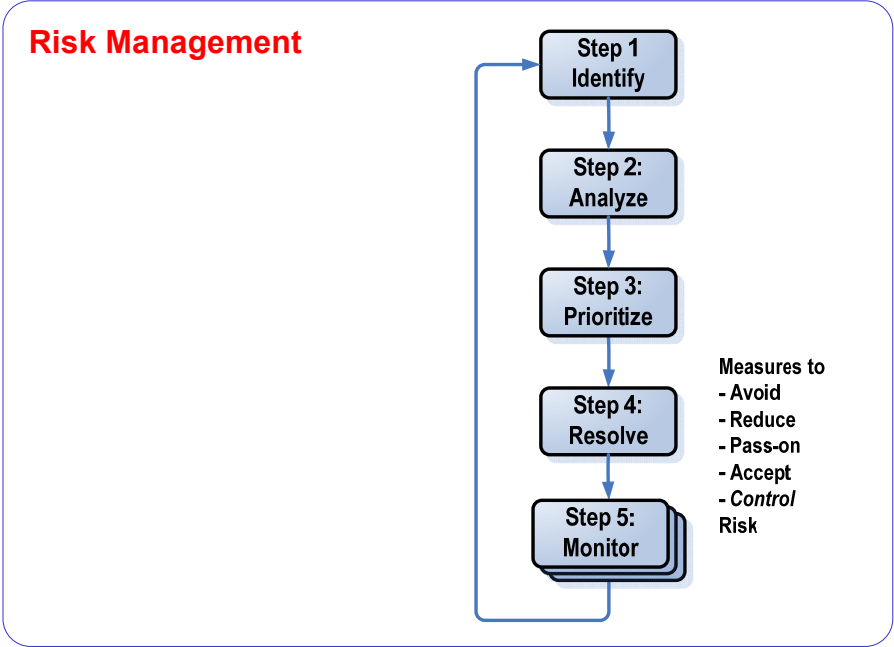 Risk Management
Step 1
Identify
Step 2:
Analyze
Step 3:
Prioritize
Step 4:
Resolve
Step 5:
Monitor
Measures to
- Avoid
- Reduce
- Pass-on
- Accept
- Control
Risk